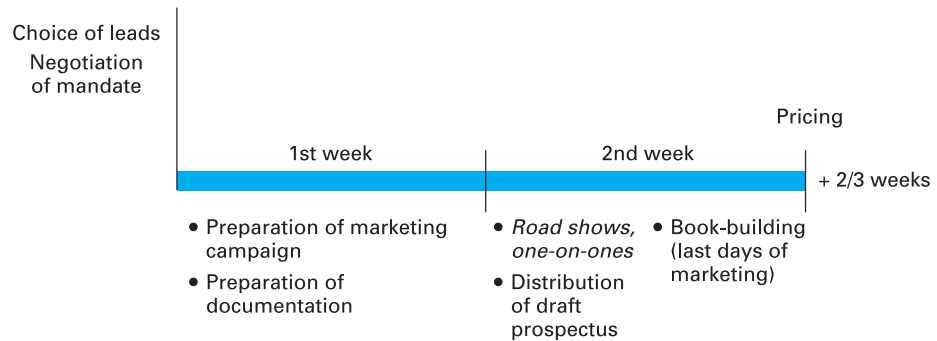 Choice of leads
Negotiation
of mandate
Pricing
1st week
2nd week
+ 2/3 weeks
• Preparation of marketing
campaign
• Preparation of
documentation
• Road shows,
one-on-ones
• Distribution
of draft
prospectus
• Book-building
(last days of
marketing)